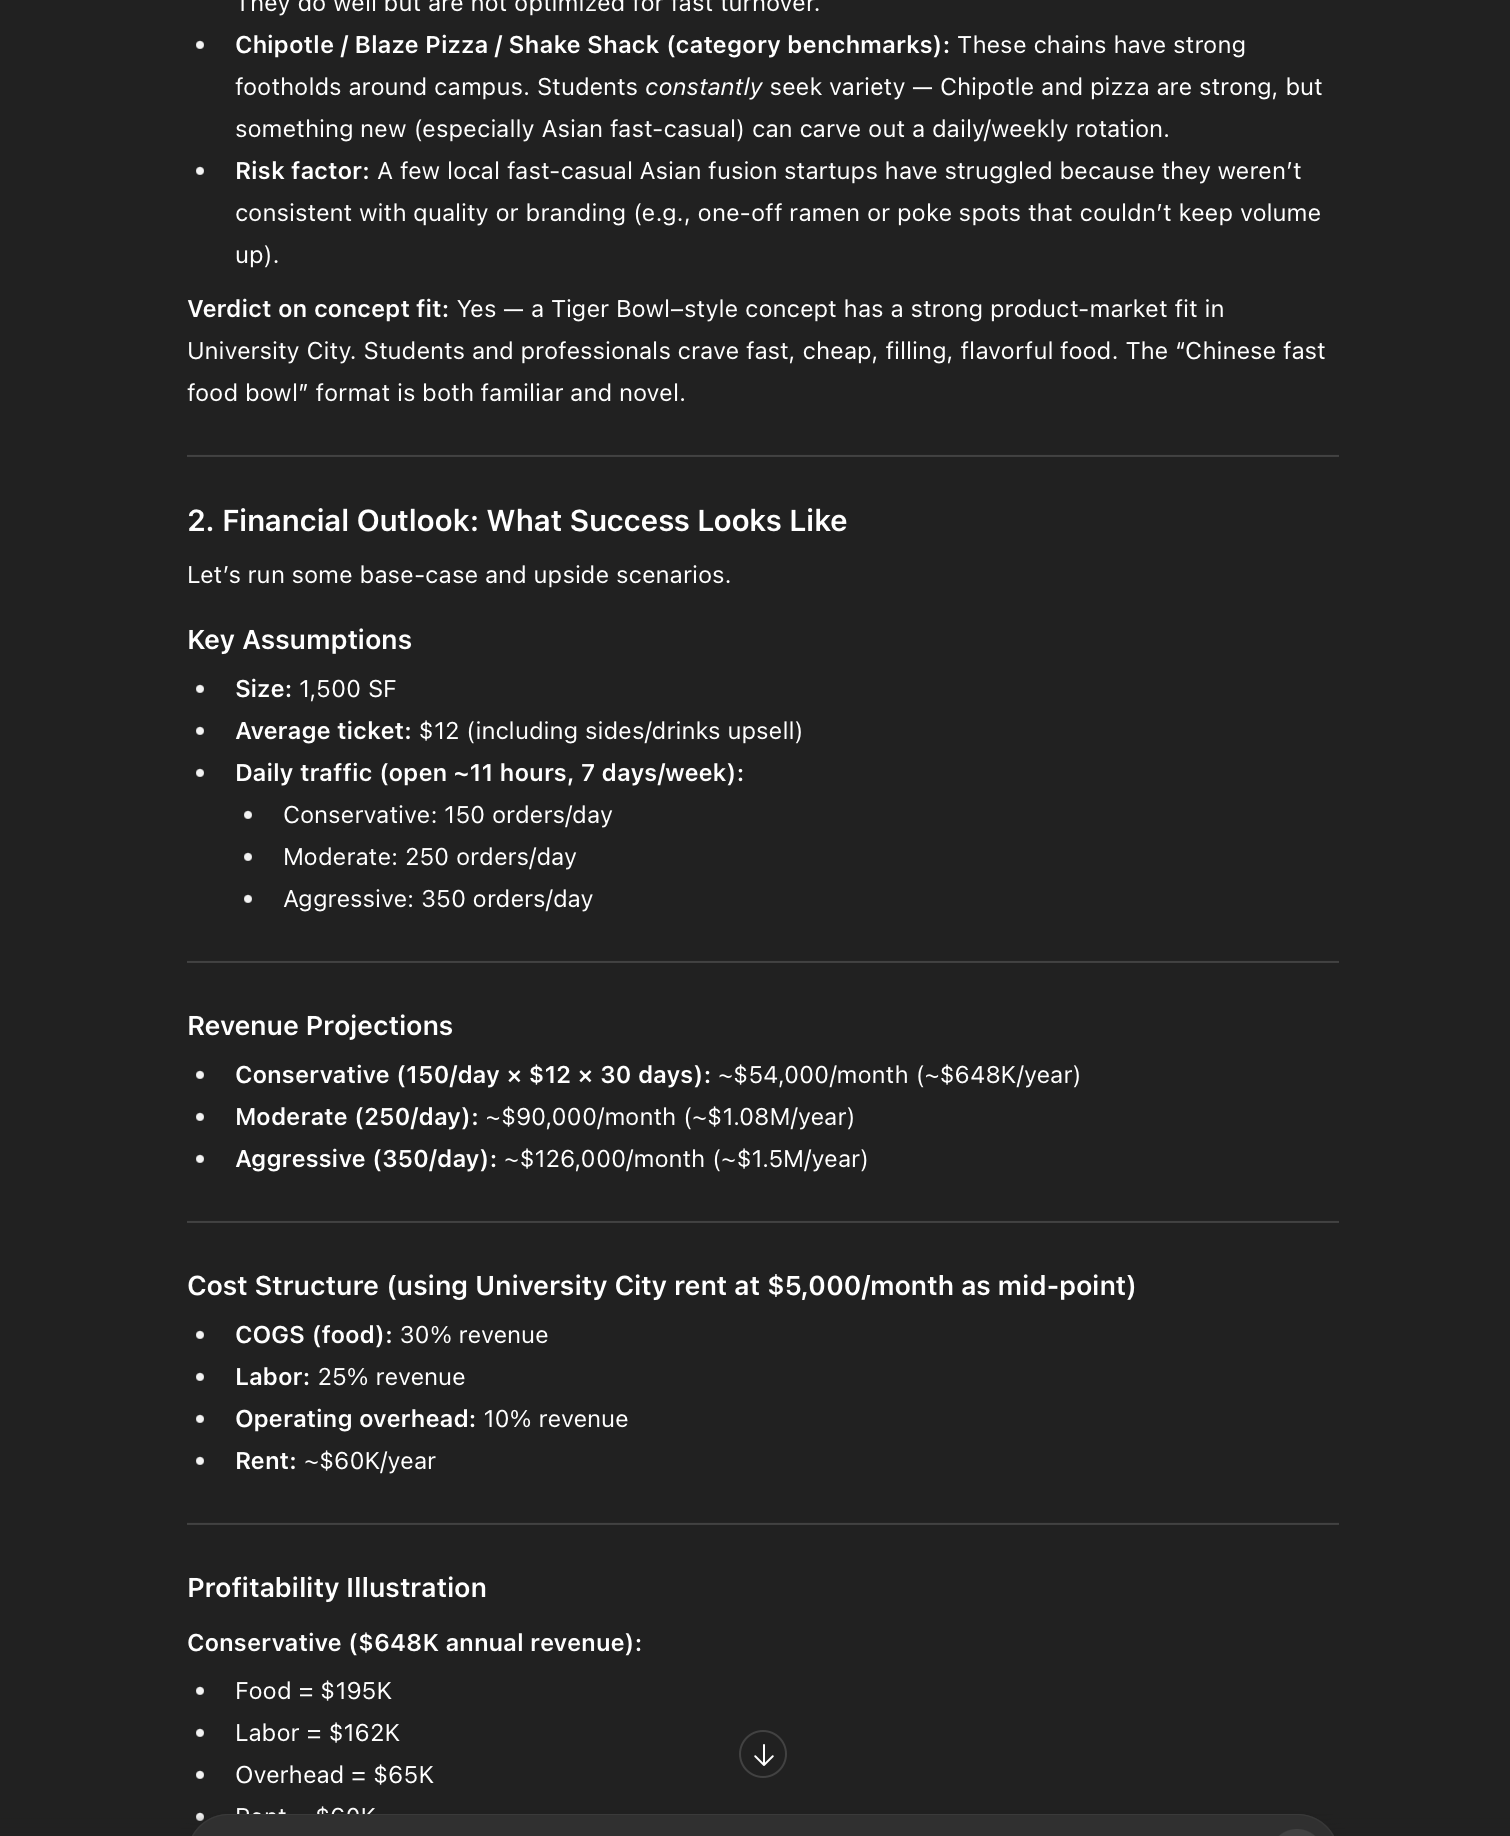 They do well but are not optimized for fast turnover.
• Chipotle / Blaze Pizza / Shake Shack (category benchmarks): These chains have strong
footholds around campus. Students constantly seek variety — Chipotle and pizza are strong, but
something new (especially Asian fast-casual) can carve out a daily/weekly rotation.
• Risk factor: A few local fast-casual Asian fusion startups have struggled because they weren’t
consistent with quality or branding (e.g., one-off ramen or poke spots that couldn’t keep volume
up).
Verdict on concept fit: Yes — a Tiger Bowl–style concept has a strong product-market fit in
University City. Students and professionals crave fast, cheap, filling, flavorful food. The “Chinese fast
food bowl” format is both familiar and novel.
2. Financial Outlook: What Success Looks Like
Let’s run some base-case and upside scenarios.
Key Assumptions
• Size: 1,500 SF
• Average ticket: $12 (including sides/drinks upsell)
• Daily traffic (open ~11 hours, 7 days/week):
• Conservative: 150 orders/day
• Moderate: 250 orders/day
• Aggressive: 350 orders/day
Revenue Projections
• Conservative (150/day × $12 × 30 days): ~$54,000/month (~$648K/year)
• Moderate (250/day): ~$90,000/month (~$1.08M/year)
• Aggressive (350/day): ~$126,000/month (~$1.5M/year)
Cost Structure (using University City rent at $5,000/month as mid-point)
• COGS (food): 30% revenue
• Labor: 25% revenue
• Operating overhead: 10% revenue
• Rent: ~$60K/year
Profitability Illustration
Conservative ($648K annual revenue):
• Food = $195K
• Labor = $162K
• Overhead = $65K
• Rent = $60K